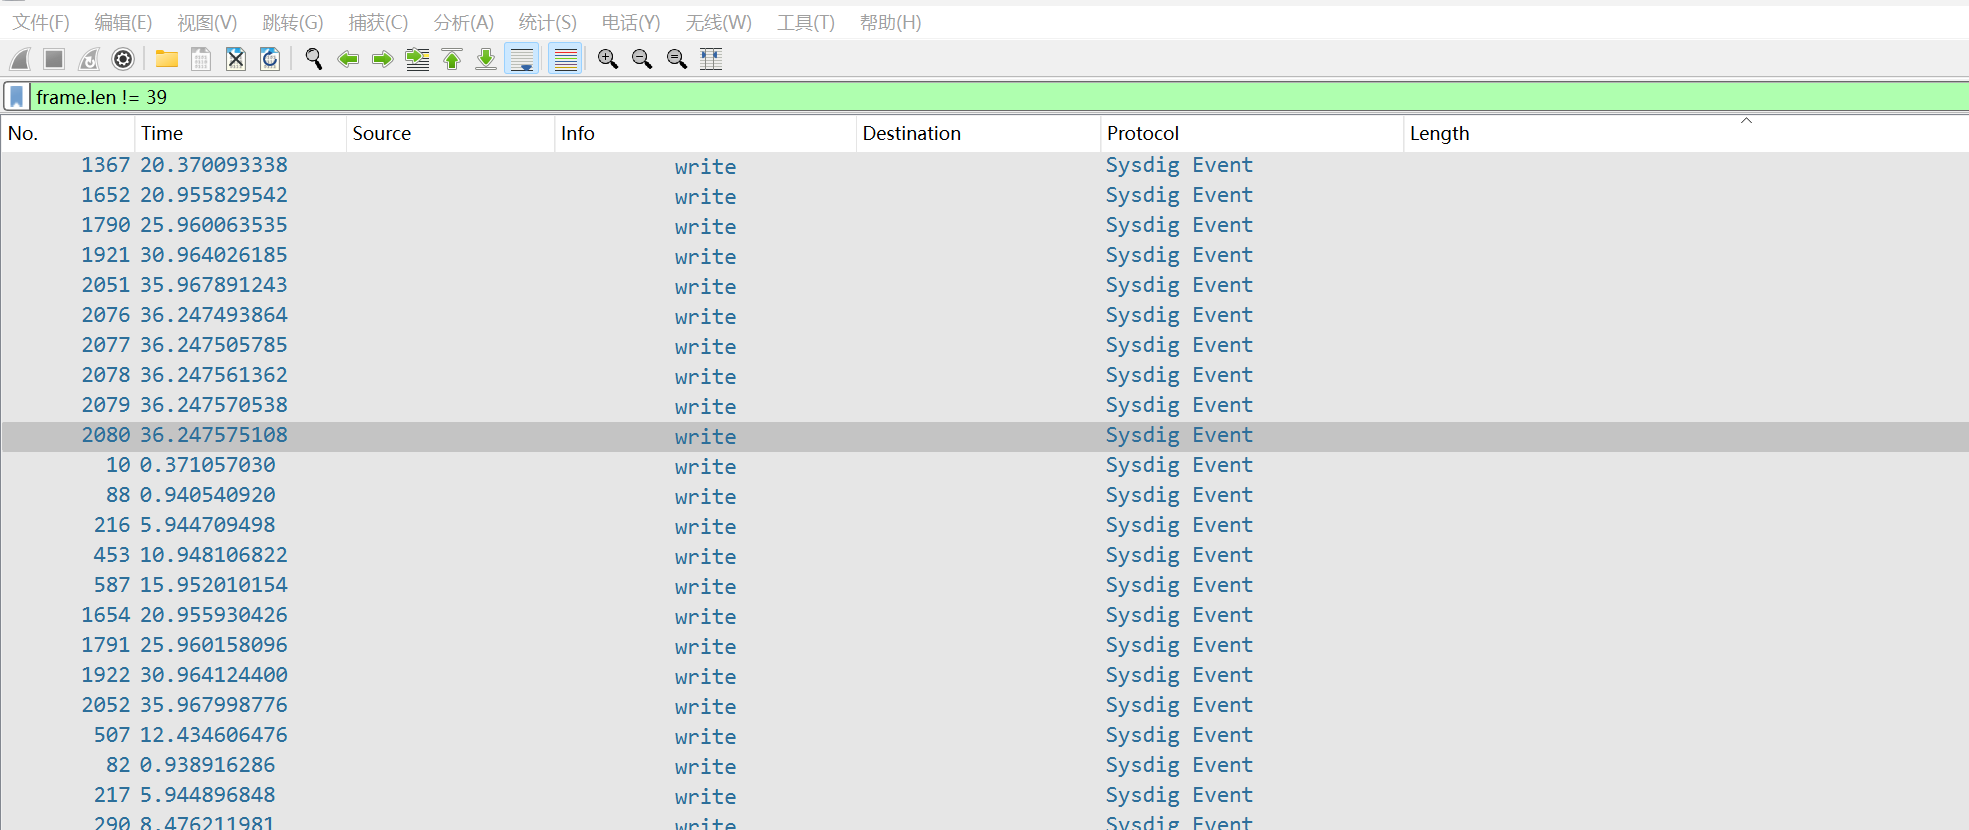 文件(F) 编辑(E) 视图(V) 跳转(G) 捕获(C) 分析(A) 统计(S) 电话(Y) 无线(W) 工具(T) 帮助(H)
frame.len != 39
No. Time Source Info Destination Protocol Length
1367 20.370093338 write Sysdig Event
1652 20.955829542 write Sysdig Event
1790 25.960063535 write Sysdig Event
1921 30.964026185 write Sysdig Event
2051 35.967891243 write Sysdig Event
2076 36.247493864 write Sysdig Event
2077 36.247505785 write Sysdig Event
2078 36.247561362 write Sysdig Event
2079 36.247570538 write Sysdig Event
2080 36.247575108 write Sysdig Event
10 0.371057030 write Sysdig Event
88 0.940540920 write Sysdig Event
216 5.944709498 write Sysdig Event
453 10.948106822 write Sysdig Event
587 15.952010154 write Sysdig Event
1654 20.955930426 write Sysdig Event
1791 25.960158096 write Sysdig Event
1922 30.964124400 write Sysdig Event
2052 35.967998776 write Sysdig Event
507 12.434606476 write Sysdig Event
82 0.938916286 write Sysdig Event
217 5.944896848 write Sysdig Event
290 8.476211981 write Sysdig Event